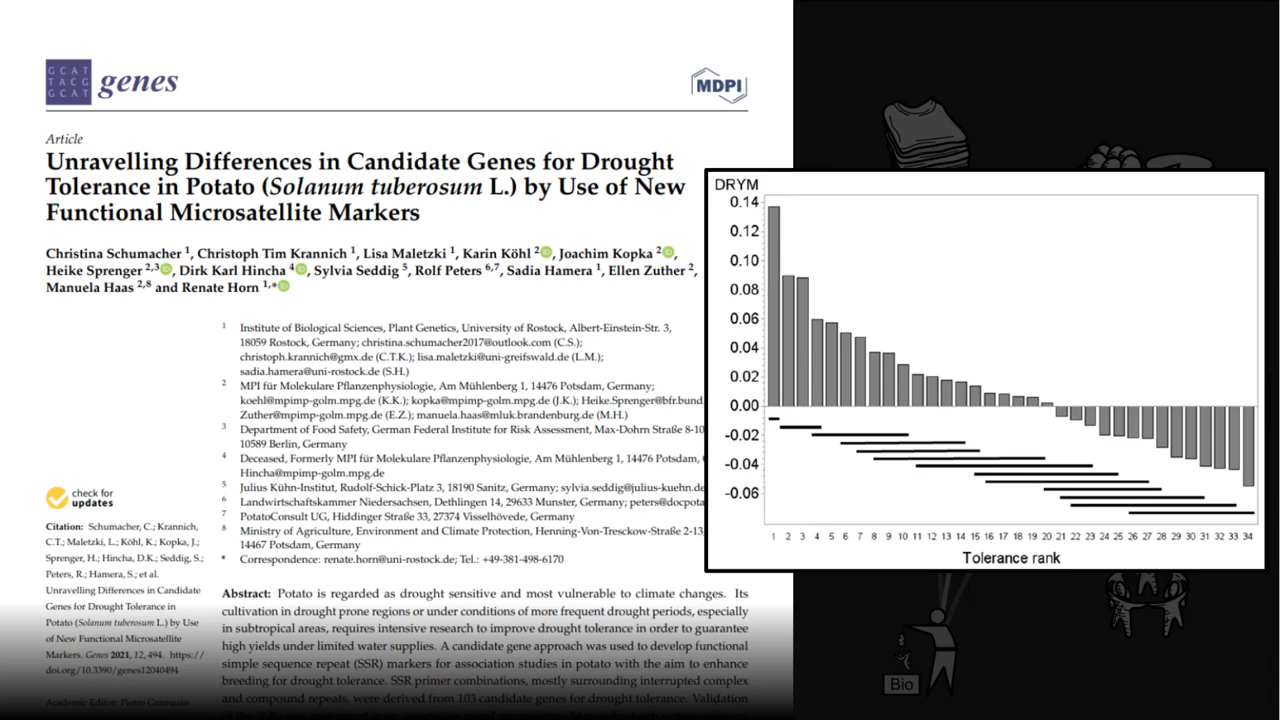 GCAT
TACG
GCAT
genes
MDPI
Article
Unravelling Differences in Candidate Genes for Drought
Tolerance in Potato (Solanum tuberosum L.) by Use of New
Functional Microsatellite Markers
Christina Schumacher 1, Christoph Tim Krannich 1, Lisa Maletzki 1, Karin Köhl 2, Joachim Kopka 2,
Heike Sprenger 2,3, Dirk Karl Hincha 4, Sylvia Seddig 5, Rolf Peters 6,7, Sadia Hamera 1, Ellen Zuther 2,
Manuela Haas 2,8 and Renate Horn 1,*
1 Institute of Biological Sciences, Plant Genetics, University of Rostock, Albert-Einstein-Str. 3,
18059 Rostock, Germany; christina.schumacher2017@outlook.com (C.S.);
christoph.krannich@gmx.de (C.T.K.); lisa.maletzki@uni-greifswald.de (L.M.);
sadia.hamera@uni-rostock.de (S.H.)
2 MPI für Molekulare Pflanzenphysiologie, Am Mühlenberg 1, 14476 Potsdam, Germany;
koehl@mpimp-golm.mpg.de (K.K.); kopka@mpimp-golm.mpg.de (J.K.); Heike.Sprenger@bfr.bund.
Zuther@mpimp-golm.mpg.de (E.Z.); manuela.haas@mluk.brandenburg.de (M.H.)
3 Department of Food Safety, German Federal Institute for Risk Assessment, Max-Dohrn Straße 8-10
10589 Berlin, Germany
4 Deceased, Formerly MPI für Molekulare Pflanzenphysiologie, Am Mühlenberg 1, 14476 Potsdam,
Hincha@mpimp-golm.mpg.de
5 Julius Kühn-Institut, Rudolf-Schick-Platz 3, 18190 Sanitz, Germany; sylvia.seddig@julius-kuehn.de
6 Landwirtschaftskammer Niedersachsen, Dethlingen 14, 29633 Munster, Germany; peters@docpota
7 PotatoConsult UG, Hiddinger Straße 33, 27374 Visselhövede, Germany
8 Ministry of Agriculture, Environment and Climate Protection, Henning-Von-Tresckow-Straße 2-13
14467 Potsdam, Germany
* Correspondence: renate.horn@uni-rostock.de; Tel.: +49-381-498-6170
check for
updates
Citation: Schumacher, C.; Krannich,
C.T.; Maletzki, L.; Köhl, K.; Kopka, J.;
Sprenger, H.; Hincha, D.K.; Seddig, S.;
Peters, R.; Hamera, S.; et al.
Unravelling Differences in Candidate
Genes for Drought Tolerance in
Potato (Solanum tuberosum L.) by Use
of New Functional Microsatellite
Markers. Genes 2021, 12, 494. https://
doi.org/10.3390/genes12040494
Academic Editor: Pietro Gramazio
Abstract: Potato is regarded as drought sensitive and most vulnerable to climate changes. Its
cultivation in drought prone regions or under conditions of more frequent drought periods, especially
in subtropical areas, requires intensive research to improve drought tolerance in order to guarantee
high yields under limited water supplies. A candidate gene approach was used to develop functional
simple sequence repeat (SSR) markers for association studies in potato with the aim to enhance
breeding for drought tolerance. SSR primer combinations, mostly surrounding interrupted complex
and compound repeats, were derived from 103 candidate genes for drought tolerance. Validation
DRYM
0.14
0.12
0.10
0.08
0.06
0.04
0.02
0.00
-0.02
-0.04
-0.06
1 2 3 4 5 6 7 8 9 10 11 12 13 14 15 16 17 18 19 20 21 22 23 24 25 26 27 28 29 30 31 32 33 34
Tolerance rank
Bio